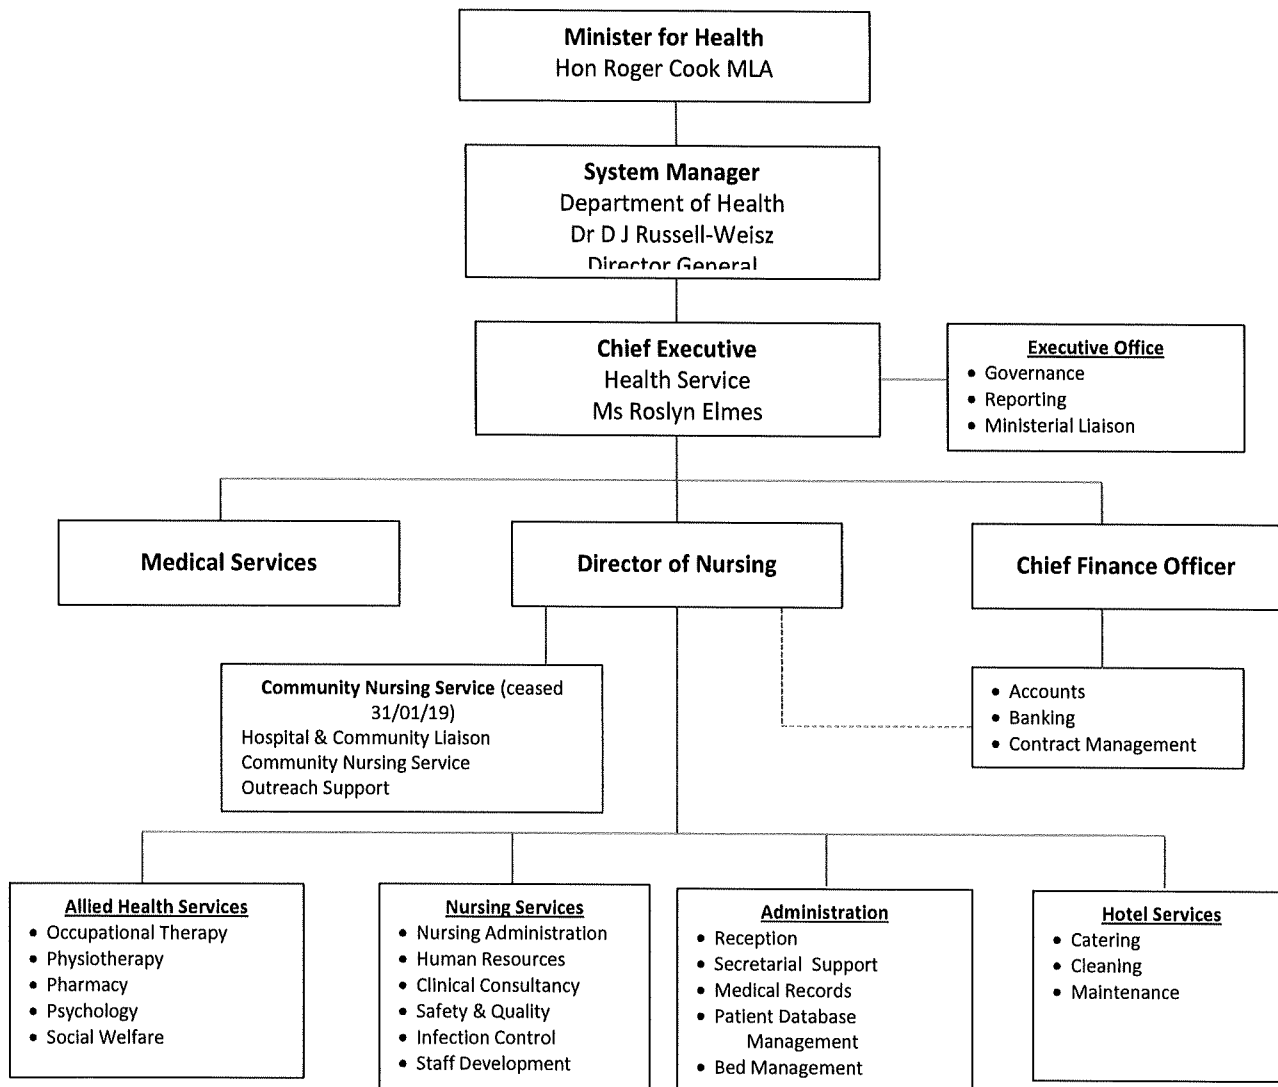 Minister for Health
Hon Roger Cook MLA
System Manager
Department of Health
Dr D J Russell-Weisz
Director General
Chief Executive
Health Service
Ms Roslyn Elmes
Executive Office
• Governance
• Reporting
• Ministerial Liaison
Medical Services
Director of Nursing
Chief Finance Officer
Community Nursing Service (ceased
31/01/19)
Hospital & Community Liaison
Community Nursing Service
Outreach Support
• Accounts
• Banking
• Contract Management
Allied Health Services
• Occupational Therapy
• Physiotherapy
• Pharmacy
• Psychology
• Social Welfare
Nursing Services
• Nursing Administration
• Human Resources
• Clinical Consultancy
• Safety & Quality
• Infection Control
• Staff Development
Administration
• Reception
• Secretarial Support
• Medical Records
• Patient Database
Management
• Bed Management
Hotel Services
• Catering
• Cleaning
• Maintenance